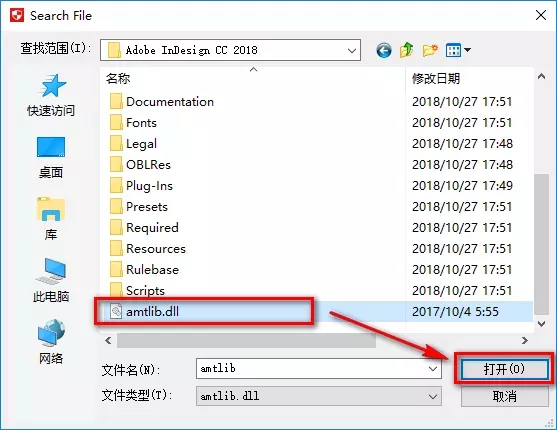 Search File
查找范围(I):
Adobe InDesign CC 2018
名称
修改日期
Documentation
2018/10/27 17:51
Fonts
2018/10/27 17:51
Legal
2018/10/27 17:48
OBLRes
2018/10/27 17:48
Plug-Ins
2018/10/27 17:49
Presets
2018/10/27 17:51
Required
2018/10/27 17:51
Resources
2018/10/27 17:51
Rulebase
2018/10/27 17:51
Scripts
2018/10/27 17:51
amtlib.dll
2017/10/4 5:55
快速访问
桌面
库
此电脑
网络
文件名(N):
amtlib
打开(O)
文件类型(T):
amtlib.dll
取消